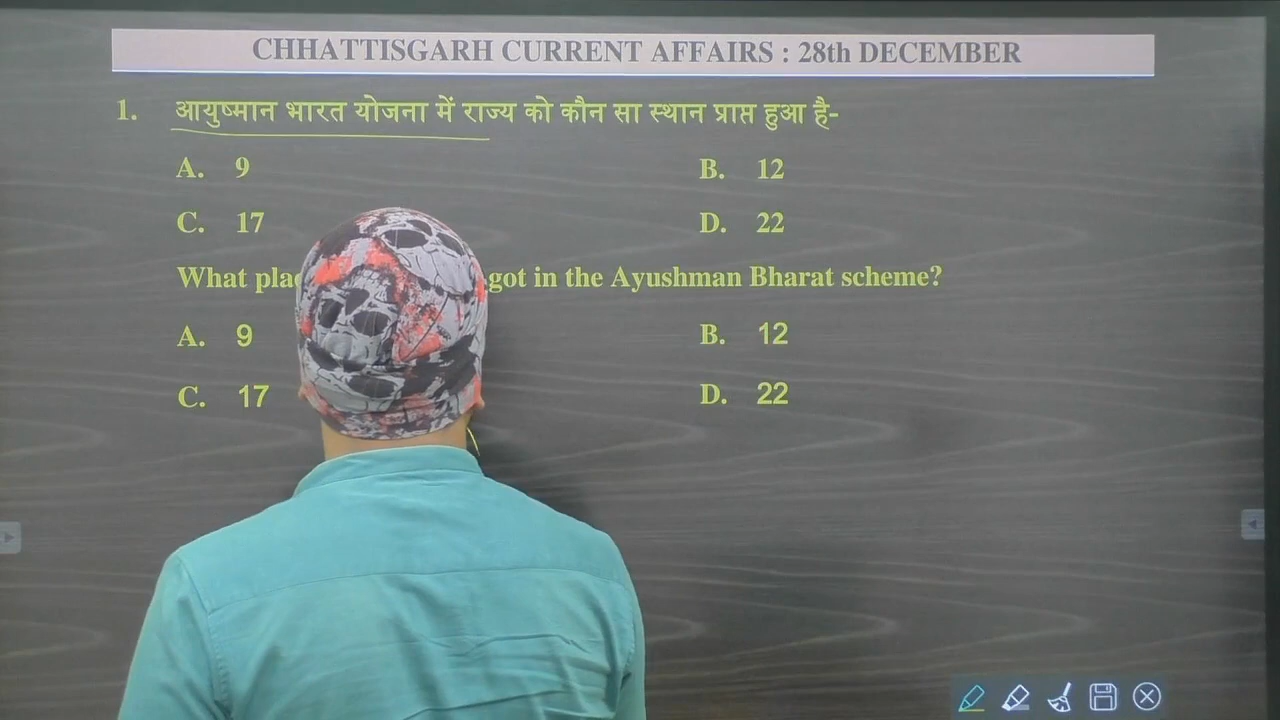 CHHATTISGARH CURRENT AFFAIRS : 28th DECEMBER
1. आयुष्मान भारत योजना में राज्य को कौन सा स्थान प्राप्त हुआ है-
A. 9 B. 12
C. 17 D. 22
What got in the Ayushman Bharat scheme?
A. 9 B. 12
C. 17 D. 22